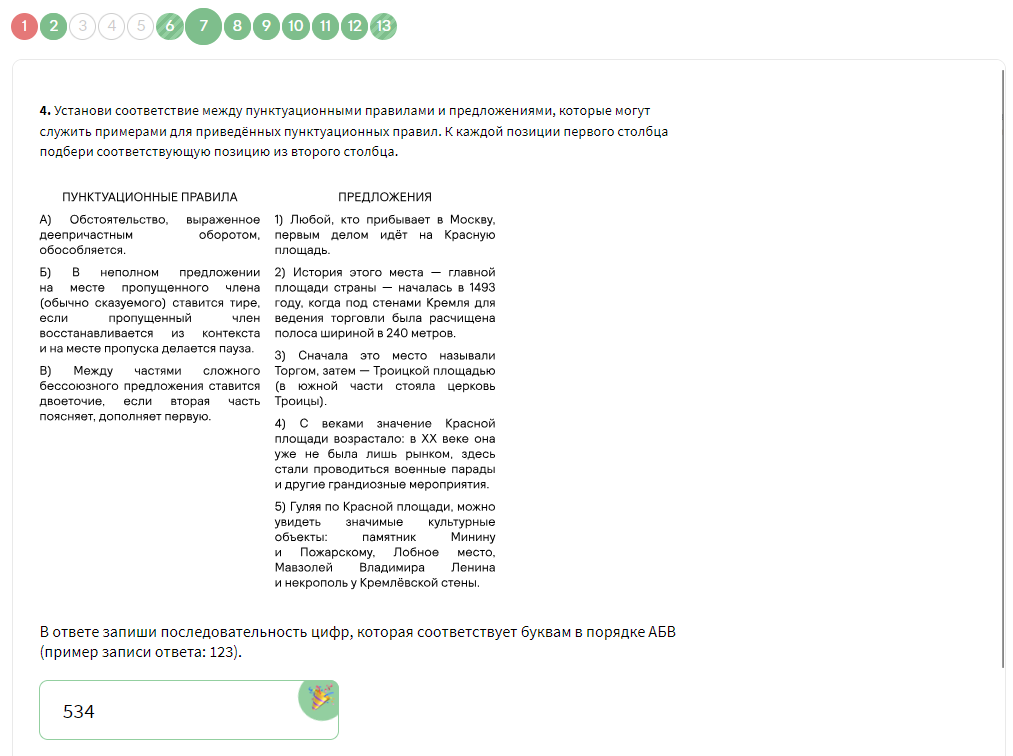 1 2 3 4 5 6 7 8 9 10 11 12 13
4. Установи соответствие между пунктуационными правилами и предложениями, которые могут
служить примерами для приведённых пунктуационных правил. К каждой позиции первого столбца
подбери соответствующую позицию из второго столбца.
ПУНКТУАЦИОННЫЕ ПРАВИЛА
А) Обстоятельство, выраженное
деепричастным оборотом,
обособляется.
Б) В неполном предложении
на месте пропущенного члена
(обычно сказуемого) ставится тире,
если пропущенный член
восстанавливается из контекста
и на месте пропуска делается пауза.
В) Между частями сложного
бессоюзного предложения ставится
двоеточие, если вторая часть
поясняет, дополняет первую.
ПРЕДЛОЖЕНИЯ
1) Любой, кто прибывает в Москву,
первым делом идёт на Красную
площадь.
2) История этого места — главной
площади страны — началась в 1493
году, когда под стенами Кремля для
ведения торговли была расчищена
полоса шириной в 240 метров.
3) Сначала это место называли
Торгом, затем — Троицкой площадью
(в южной части стояла церковь
Троицы).
4) С веками значение Красной
площади возрастало: в XX веке она
уже не была лишь рынком, здесь
стали проводиться военные парады
и другие грандиозные мероприятия.
5) Гуляя по Красной площади, можно
увидеть значимые культурные
объекты: памятник Минину
и Пожарскому, Лобное место,
Мавзолей Владимира Ленина
и некрополь у Кремлёвской стены.
В ответе запиши последовательность цифр, которая соответствует буквам в порядке АБВ
(пример записи ответа: 123).
534